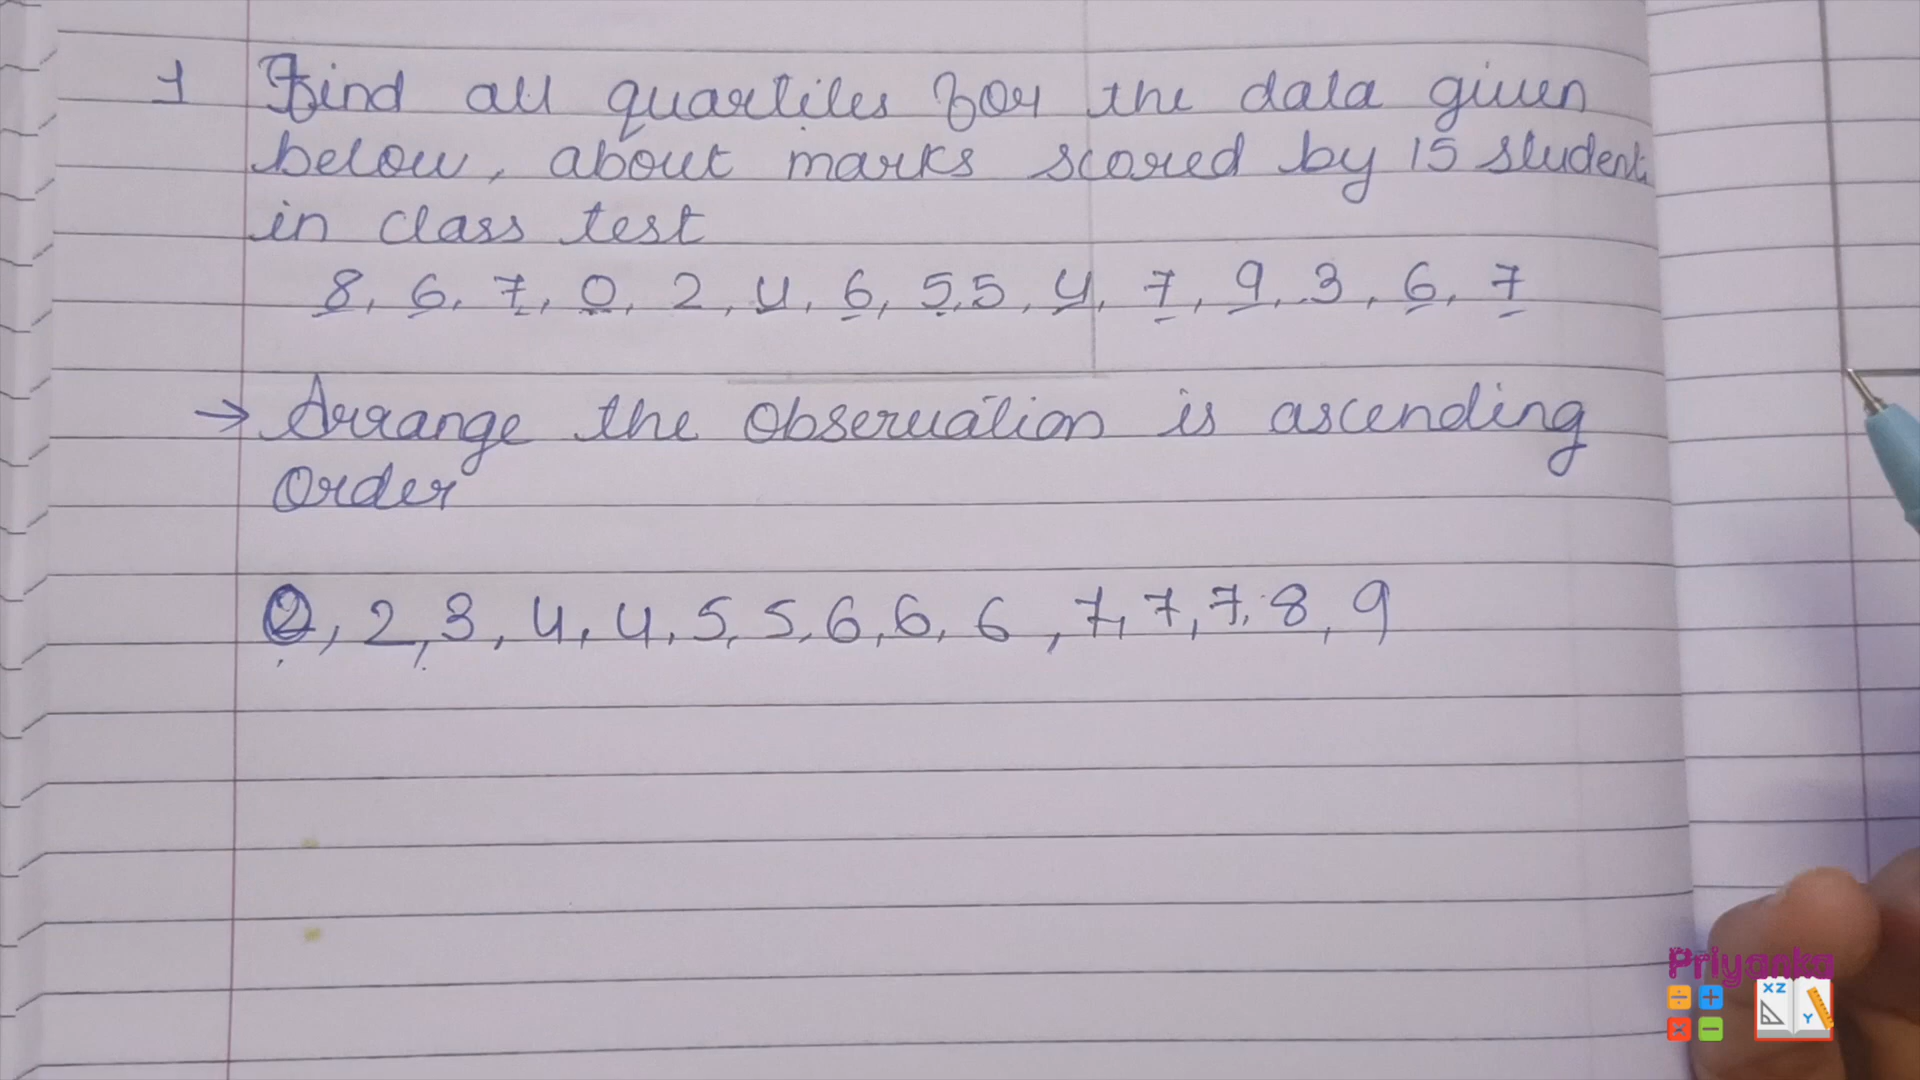 1 Find all quartiles for the data given
below, about marks scored by 15 student
in class test
8, 6, 7, 0, 2, 4, 6, 5, 5, 4, 7, 9, 3, 6, 7
→ Arrange the observation is ascending
order
0, 2, 3, 4, 4, 5, 5, 6, 6, 6, 7, 7, 7, 8, 9
Priyanka
XZ
Y